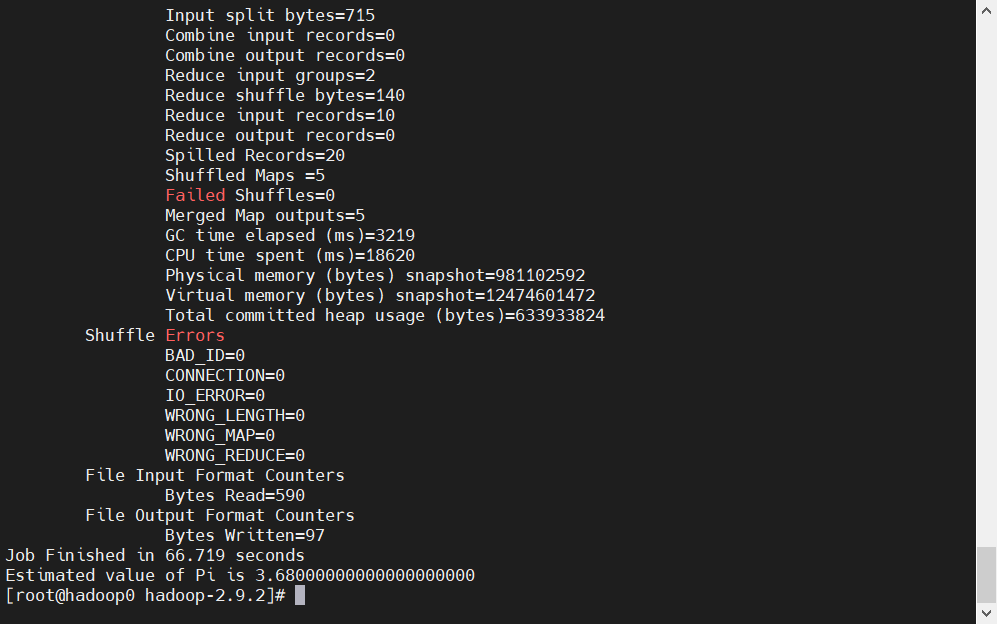 Input split bytes=715
Combine input records=0
Combine output records=0
Reduce input groups=2
Reduce shuffle bytes=140
Reduce input records=10
Reduce output records=0
Spilled Records=20
Shuffled Maps =5
Failed Shuffles=0
Merged Map outputs=5
GC time elapsed (ms)=3219
CPU time spent (ms)=18620
Physical memory (bytes) snapshot=981102592
Virtual memory (bytes) snapshot=12474601472
Total committed heap usage (bytes)=633933824
Shuffle Errors
BAD_ID=0
CONNECTION=0
IO_ERROR=0
WRONG_LENGTH=0
WRONG_MAP=0
WRONG_REDUCE=0
File Input Format Counters
Bytes Read=590
File Output Format Counters
Bytes Written=97
Job Finished in 66.719 seconds
Estimated value of Pi is 3.68000000000000000000
[root@hadoop0 hadoop-2.9.2]#